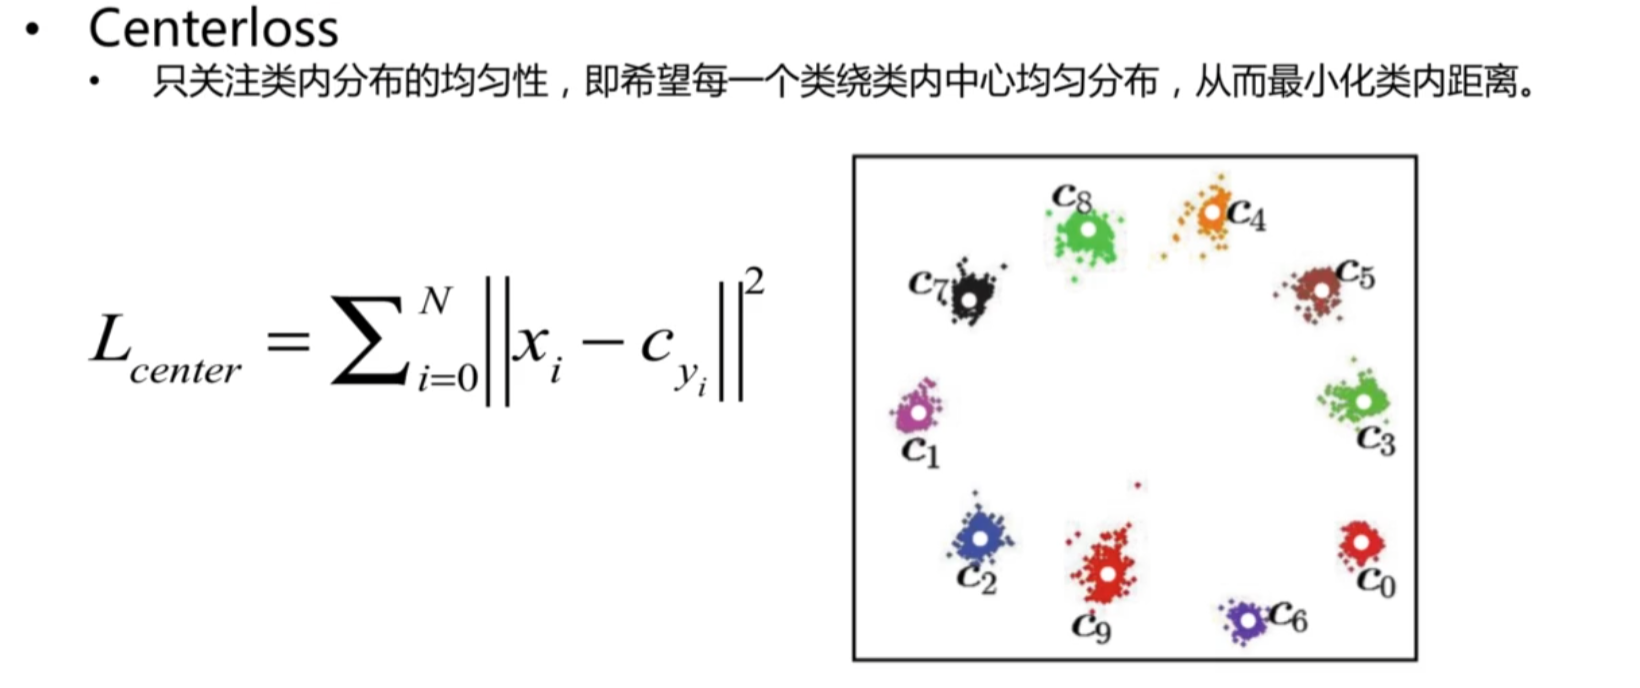 • Centerloss
• 只关注类内分布的均匀性，即希望每一个类绕类内中心均匀分布，从而最小化类内距离。
L_{center} = \sum_{i=0}^{N} ||x_i - c_{y_i}||^2
c_8
c_4
c_7
c_5
c_1
c_3
c_2
c_0
c_9
c_6